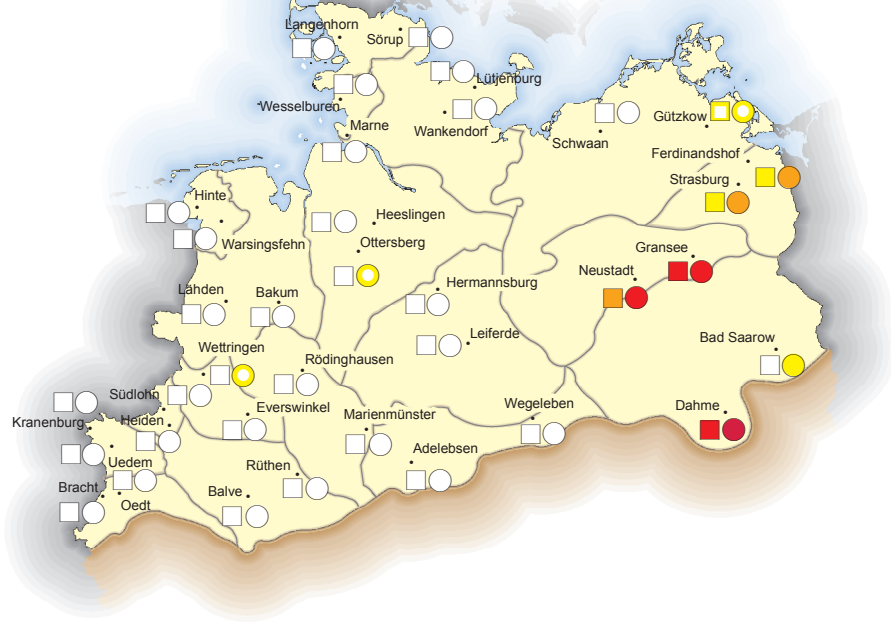 Langenhorn
Sörup
Lütjenburg
Wesselburen
Wankendorf
Marne
Schwaan
Gützkow
Ferdinandshof
Strasburg
Hinte
Heeslingen
Warsingsfehn
Ottersberg
Gransee
Neustadt
Hermannsburg
Lähden
Bakum
Leiferde
Bad Saarow
Wettringen
Rödinghausen
Südlohn
Wegeleben
Dahme
Everswinkel
Marienmünster
Kranenburg
Heiden
Adelebsen
Uedem
Rüthen
Bracht
Balve
Oedt